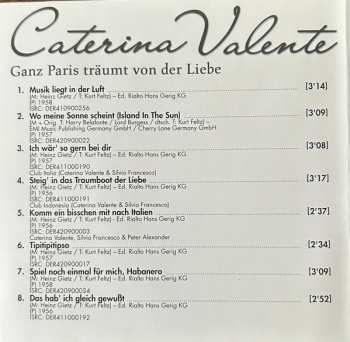 Caterina Valente
Ganz Paris träumt von der Liebe
1. Musik liegt in der Luft [3'14]
(M: Heinz Gietz / T: Kurt Feltz) – Ed. Rialto Hans Gerig KG
(P) 1958
ISRC: DER410900256
2. Wo meine Sonne scheint (Island In The Sun) [3'09]
(M + Orig. T: Harry Belafonte / Lord Burgess / dtsch. T: Kurt Feltz) –
EMI Music Publishing Germany GmbH / Cherry Lane Germany GmbH
(P) 1957
ISRC: DER420900022
3. Ich wär' so gern bei dir [3'08]
(M: Heinz Gietz / T: Kurt Feltz) – Ed. Rialto Hans Gerig KG
(P) 1958
ISRC: DER411000190
Club Italia (Caterina Valente & Silvio Francesco)
4. Steig' in das Traumboot der Liebe [3'17]
(M: Heinz Gietz / T: Kurt Feltz) – Ed. Rialto Hans Gerig KG
(P) 1956
ISRC: DER411000191
Club Indonesia (Caterina Valente & Silvio Francesco)
5. Komm ein bisschen mit nach Italien [2'37]
(M: Heinz Gietz / T: Kurt Feltz) – Ed. Rialto Hans Gerig KG
(P) 1956
ISRC: DER420900003
Caterina Valente, Silvio Francesco & Peter Alexander
6. Tipitipitipso [2'34]
(M: Heinz Gietz / T: Kurt Feltz) – Ed. Rialto Hans Gerig KG
(P) 1957
ISRC: DER420900017
7. Spiel noch einmal für mich, Habanero [3'09]
(M: Heinz Gietz / T: Kurt Feltz) – Ed. Rialto Hans Gerig KG
(P) 1958
ISRC: DER420900034
8. Das hab' ich gleich gewußt [2'52]
(M: Heinz Gietz / T: Kurt Feltz) – Ed. Rialto Hans Gerig KG
(P) 1956
ISRC: DER411000192